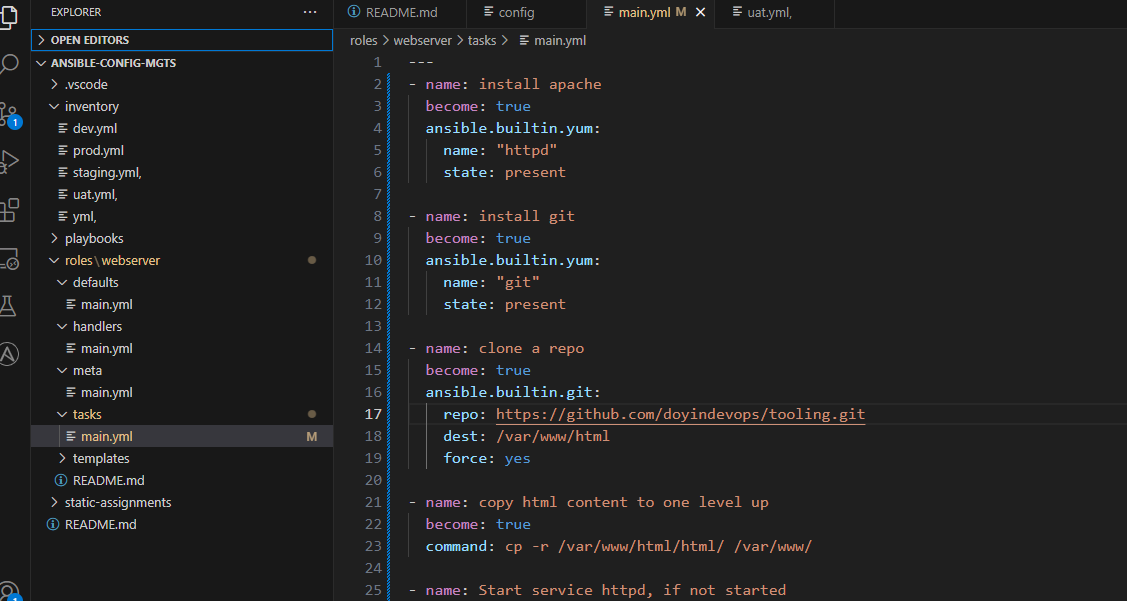 EXPLORER ···
OPEN EDITORS
ANSIBLE-CONFIG-MGTS
.vscode
inventory
dev.yml
prod.yml
staging.yml,
uat.yml,
yml,
playbooks
roles\webserver
defaults
main.yml
handlers
main.yml
meta
main.yml
tasks
main.yml M
templates
README.md
static-assignments
README.md
1
1
README.md config main.yml M uat.yml,
roles > webserver > tasks > main.yml
1 ---
2 - name: install apache
3 become: true
4 ansible.builtin.yum:
5 name: "httpd"
6 state: present
7
8 - name: install git
9 become: true
10 ansible.builtin.yum:
11 name: "git"
12 state: present
13
14 - name: clone a repo
15 become: true
16 ansible.builtin.git:
17 repo: https://github.com/doyindevops/tooling.git
18 dest: /var/www/html
19 force: yes
20
21 - name: copy html content to one level up
22 become: true
23 command: cp -r /var/www/html/html/ /var/www/
24
25 - name: Start service httpd, if not started